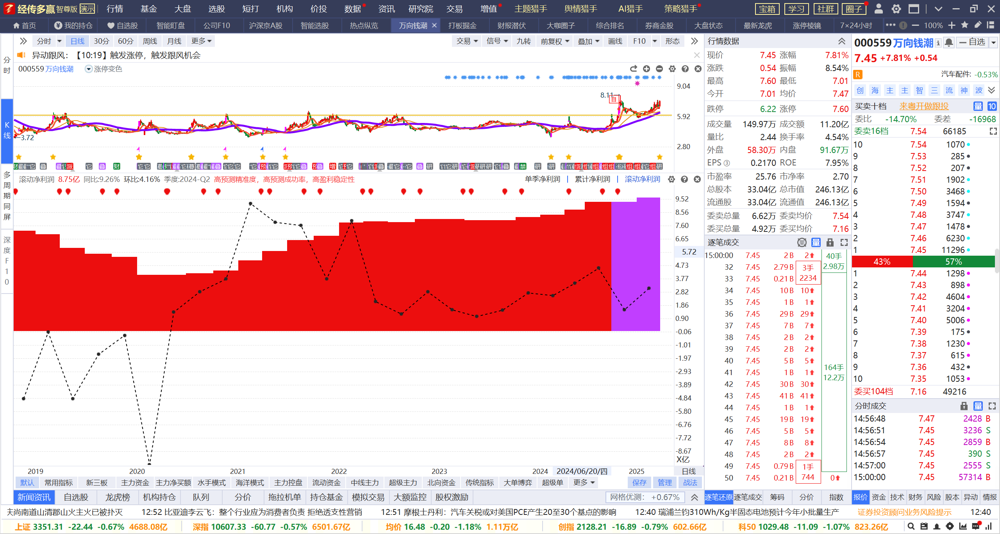 经传多赢 智尊版 演示 行情 基金 大盘 选股 短打 机构 价投 数据 资讯 研究院 交易 增值 主题猎手 舆情猎手 AI猎手 策略猎手 宝箱 学习 社群 圈子
首页 我的持仓 自选股 智能盯盘 公司F10 沪深京A股 智能选股 热点纵览 万向钱潮 打板掘金 财报潜伏 大咖圈子 综合排名 券商金股 大盘状态 最新龙虎 涨停棱镜 7×24小时 100%
分时
K线
多周期同屏
深度F10
分时 日线 30分 60分 周线 月线 更多 交易 信号 九转 前复权 叠加 画线 F10 形态
异动跟风：【10:19】触发涨停，触发跟风机会
000559 万向钱潮 涨停变色
9.04
8.11
5.92
3.72
2.80
滚动净利润 8.75亿 同比:9.26% 环比:4.16% 季度:2024-Q2 高预测精准度，高预测成功率，高盈利稳定性 单季净利润 累计净利润 滚动净利润
9.52
8.56
7.60
6.65
5.72
4.73
3.77
2.82
1.86
0.90
-0.06
-1.01
-1.97
-2.93
-3.89
-4.84
-5.80
-6.76
-7.72
-8.67
X亿
2019 2020 2021 2022 2023 2024 2024/06/20/四 2025 日线
默认 常用指标 新三板 主力资金 主力净买额 水手模式 海洋模式 主力控盘 流动资金 中线主力 超级主力 北向资金 传统指标 大单博弈 超级单 更多 保存 管理 战法
新闻资讯 自选股 龙虎榜 机构持仓 队列 分价 拖拉机单 持仓基金 模拟交易 大额监控 股权激励 网格优测： +0.67%
行情数据
现价 7.45 涨幅 7.81%
涨跌 0.54 振幅 8.54%
最高 7.60 最低 7.01
今开 7.01 均价 7.47
跌停 6.22 涨停 7.60
成交量 149.97万 成交额 11.20亿
量比 2.44 换手率 4.54%
外盘 58.30万 内盘 91.67万
EPS③ 0.2170 ROE 7.95%
市盈率 25.76 市净率 2.70
总股本 33.04亿 总市值 246.13亿
流通股 33.04亿 流通值 246.13亿
委卖总量 6.62万 委卖均价 7.54
委买总量 4.92万 委买均价 7.16
逐笔成交 单 量
15:00:00 7.45 2 B 2
32 7.45 2.79 B
33 7.45 0.21 B
3手
2234
34 7.45 10 B 10
35 7.45 1 B 1
36 7.45 29 B 29
37 7.45 7 B 7
38 7.45 2 B 2
39 7.45 2 B 2
40 7.45 5 B 5
41 7.45 1 B 1
42 7.45 30 B 30
43 7.45 41 B 41
44 7.45 1 B 1
45 7.45 19 B 19
46 7.45 5 B 5
47 7.45 8 B 8
48 7.45 2 B 2
49 7.45 0.79 B
50 7.45 0.21 B
1手
744
40手
2.98万
164手
12.2万
0
逐笔还原 逐笔成交 筹码 分价 指数
000559 万向钱潮 自选
7.45 +7.81% +0.54
R 汽车配件: -0.53%
创 海 主 主 智 三 流 神 波
买卖十档 来粤开做跟投 量 10
委比 -14.70% 委差 -16968
委卖16档 7.54 66185
10 7.54 1070
9 7.53 285
8 7.52 207
7 7.51 1902
6 7.50 3468
5 7.49 1594
4 7.48 3747
3 7.47 1478
2 7.46 6230
1 7.45 11296
43% 57%
1 7.44 1298
2 7.43 898
3 7.42 4604
4 7.41 3204
5 7.40 5006
6 7.39 175
7 7.38 1230
8 7.37 615
9 7.36 432
10 7.35 1053
委买104档 7.16 49216
分时成交 量
14:56:48 7.47 2428 B
14:56:51 7.45 3236 S
14:56:54 7.45 2859 B
14:56:57 7.45 390 S
14:57:00 7.45 2555 S
15:00:00 7.45 57314 B
报价 资金 技术 财务 风险 股本 异动 情报
尚南道山清郡山火主火已被扑灭 12:52 比亚迪李云飞：整个行业应为消费者负责 拒绝透支性营销 12:51 摩根士丹利：汽车关税或对美国PCE产生20至30个基点的影响 12:40 瑞浦兰钧310Wh/Kg半固态电池预计今年小批量生产 证券投资顾问业务风险提示 12:40
上证 3351.31 -22.44 -0.67% 4688.08亿 深指 10607.33 -60.77 -0.57% 6501.67亿 均价 16.48 -0.20 -1.18% 1.11万亿 创指 2128.21 -16.89 -0.79% 602.66亿 科50 1029.48 -11.09 -1.07% 823.26亿